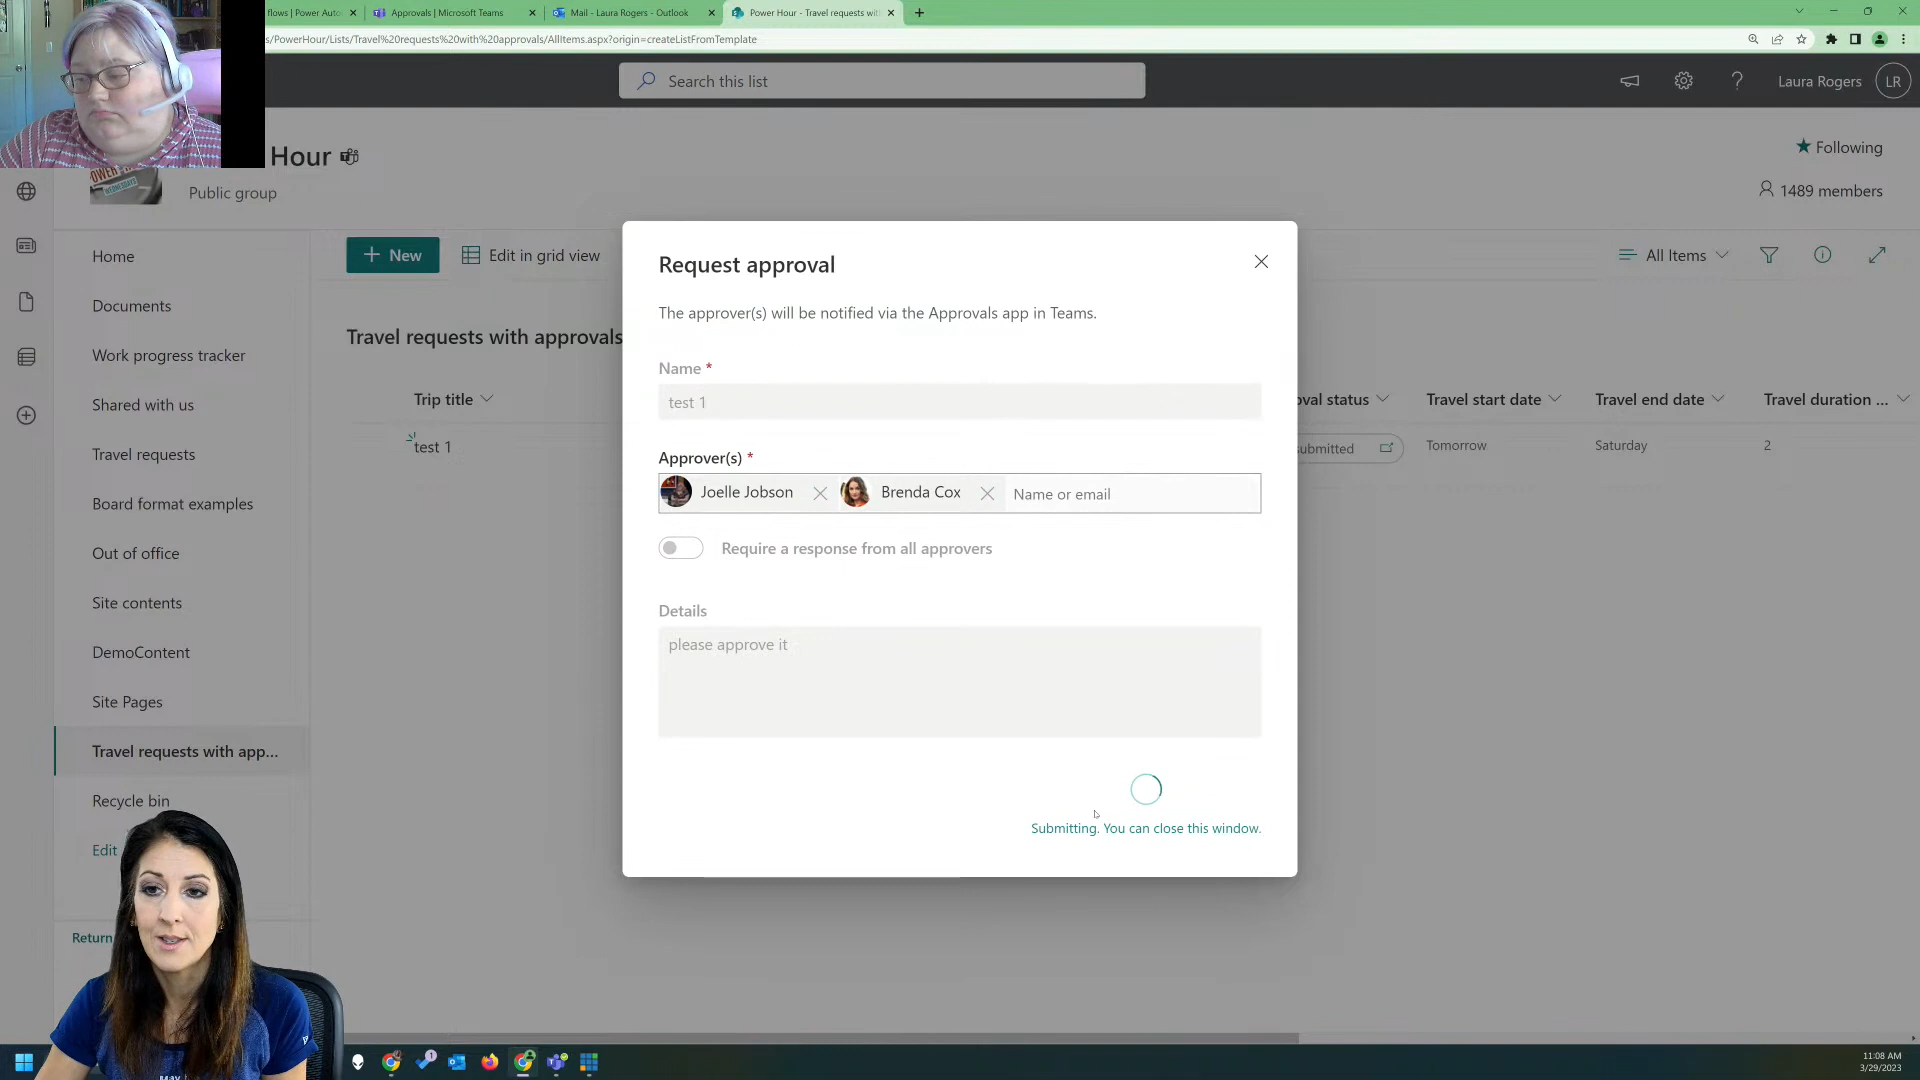 flows | Power Auto
Approvals | Microsoft Teams
Mail - Laura Rogers - Outlook
Power Hour - Travel requests wit
s/PowerHour/Lists/Travel%20requests%20with%20approvals/AllItems.aspx?origin=createListFromTemplate
Search this list
Laura Rogers
LR
Hour
Following
Public group
1489 members
Home
New
Edit in grid view
All Items
Documents
Travel requests with approvals
Work progress tracker
Shared with us
Travel requests
Board format examples
Out of office
Site contents
DemoContent
Site Pages
Travel requests with app...
Recycle bin
Edit
Return
Trip title
oval status
Travel start date
Travel end date
Travel duration ...
test 1
ubmitted
Tomorrow
Saturday
2
Request approval
The approver(s) will be notified via the Approvals app in Teams.
Name *
test 1
Approver(s) *
Joelle Jobson
Brenda Cox
Name or email
Require a response from all approvers
Details
please approve it
Submitting. You can close this window.
1
11:08 AM
3/29/2023